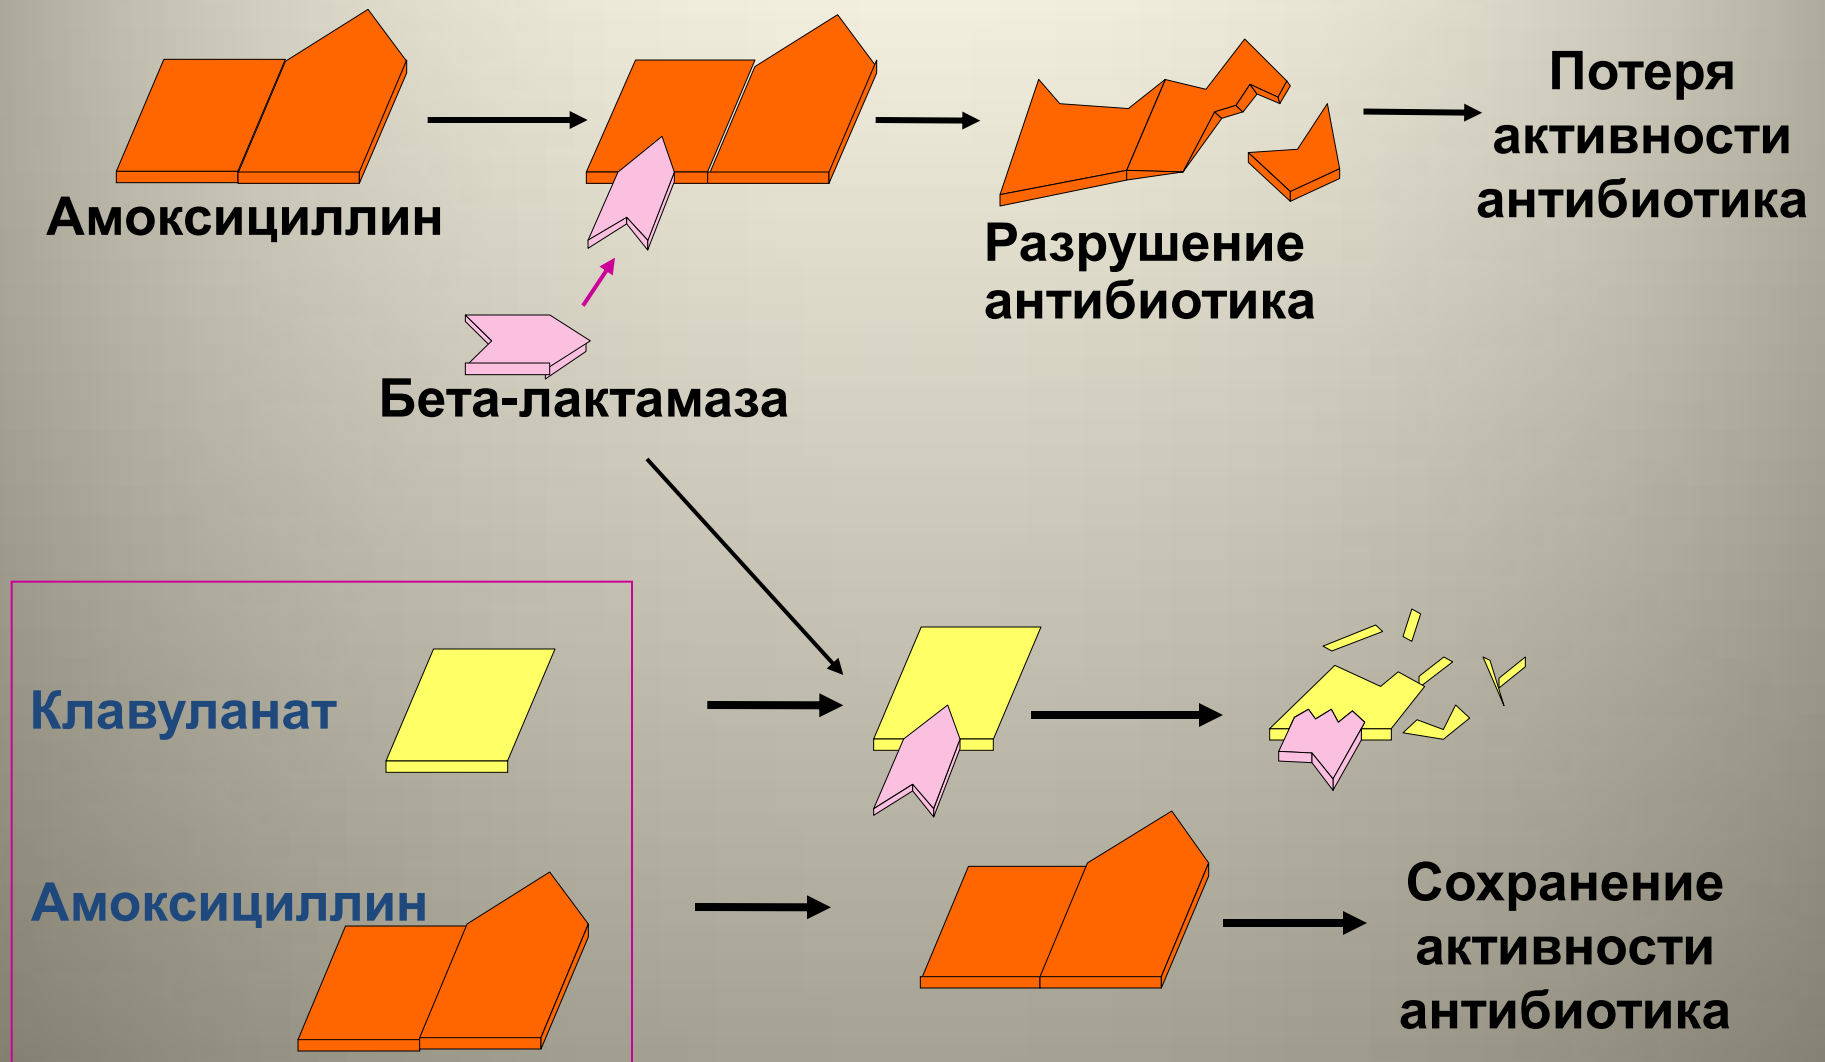 Амоксициллин
Разрушение
антибиотика
Потеря
активности
антибиотика
Бета-лактамаза
Клавуланат
Амоксициллин
Сохранение
активности
антибиотика